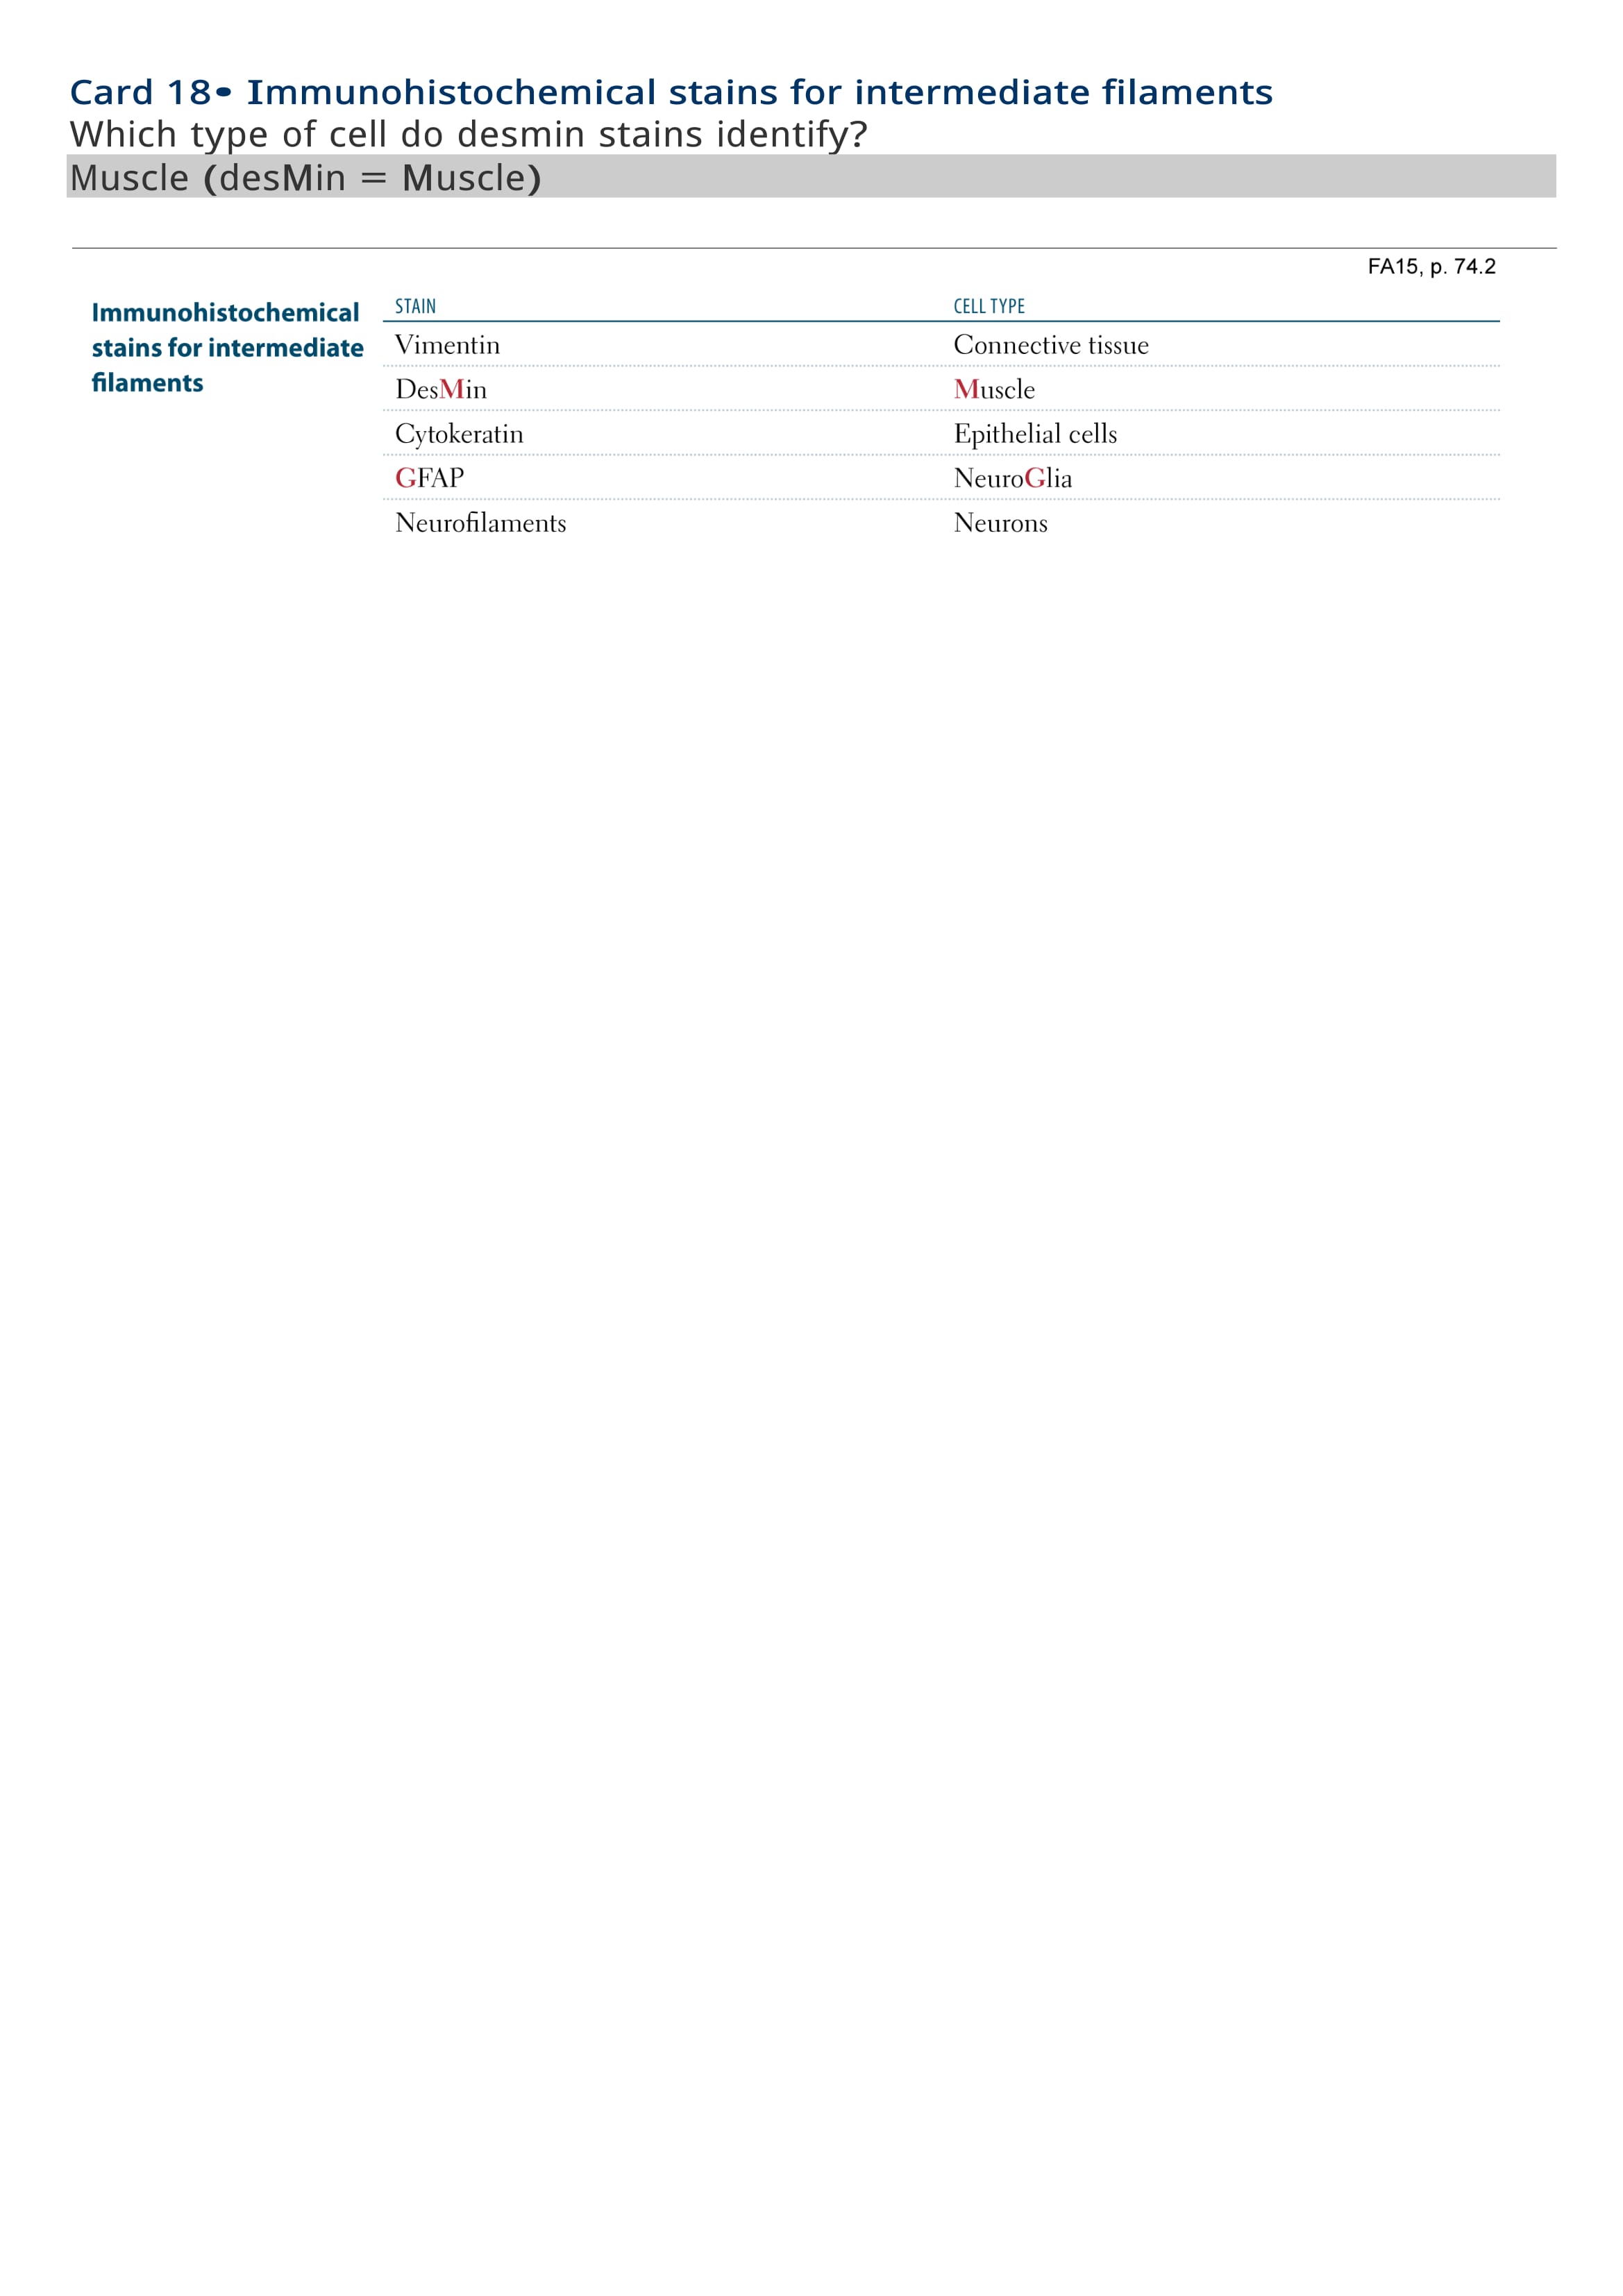 Card 18• Immunohistochemical stains for intermediate filaments
Which type of cell do desmin stains identify?
Muscle (desMin = Muscle)
FA15, p. 74.2
Immunohistochemical
stains for intermediate
filaments
STAIN CELL TYPE
Vimentin Connective tissue
DesMin Muscle
Cytokeratin Epithelial cells
GFAP NeuroGlia
Neurofilaments Neurons